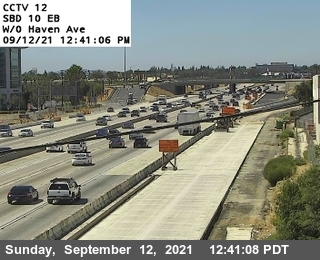 CCTV 12
SBD 10 EB
W/O Haven Ave
09/12/21 12:41:06 PM
Sunday, September 12, 2021 12:41:08 PDT